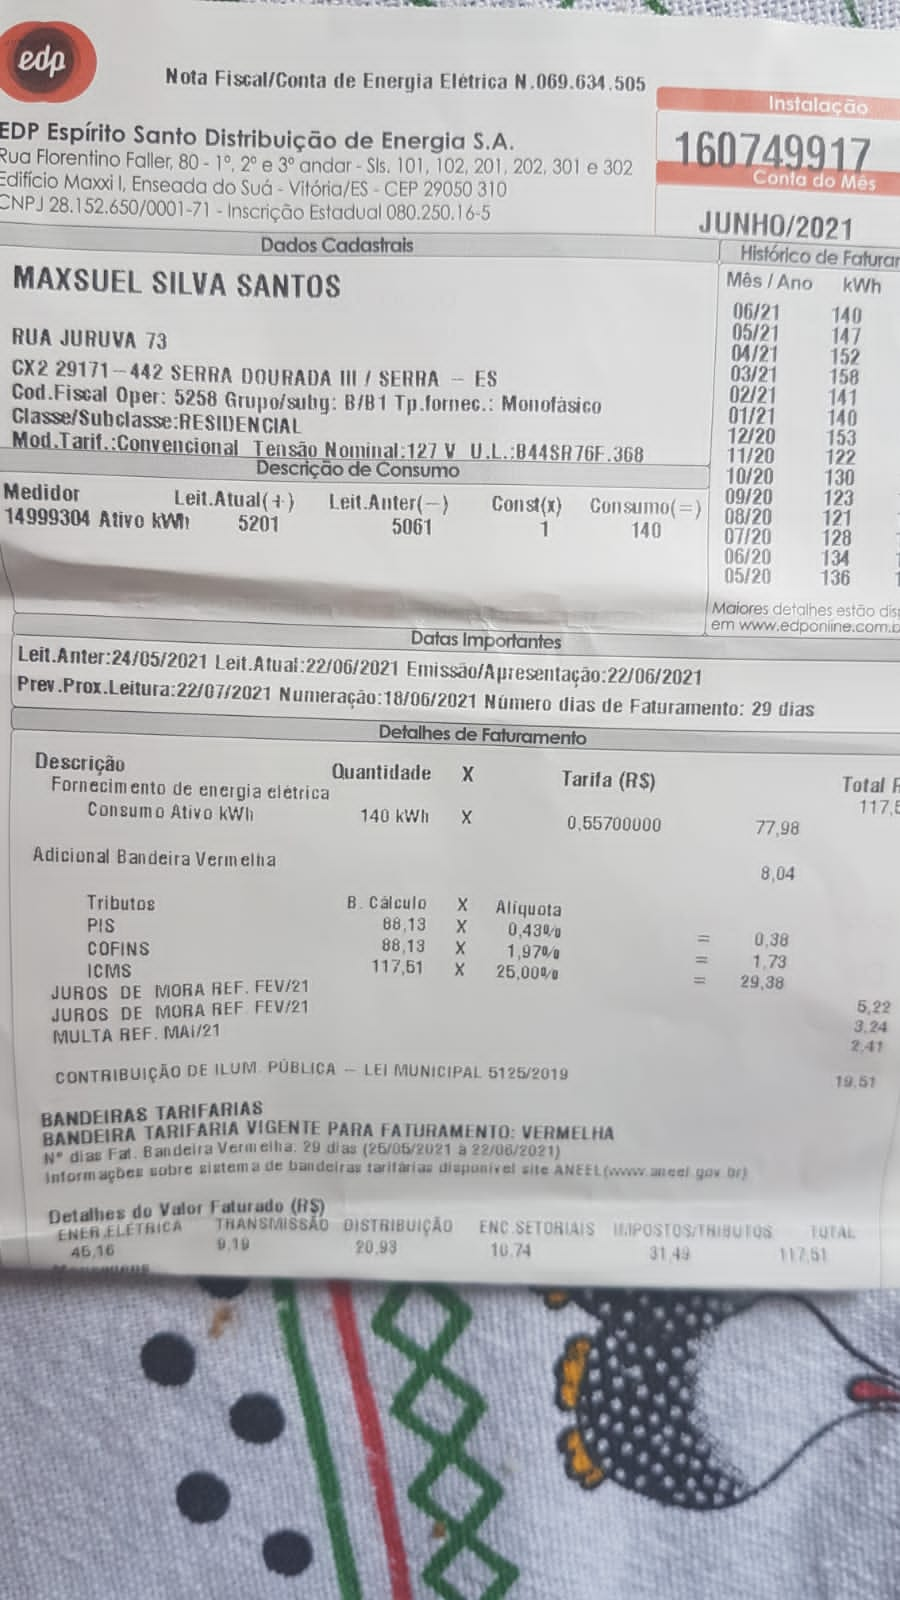 edp
Nota Fiscal/Conta de Energia Elétrica N.069.634.505
Instalação
160749917
Conta do Mês
JUNHO/2021
EDP Espírito Santo Distribuição de Energia S.A.
Rua Florentino Faller, 80 - 1º, 2º e 3º andar - Sls. 101, 102, 201, 202, 301 e 302
Edifício Maxxi I, Enseada do Suá - Vitória/ES - CEP 29050 310
CNPJ 28.152.650/0001-71 - Inscrição Estadual 080.250.16-5
Dados Cadastrais
MAXSUEL SILVA SANTOS
RUA JURUVA 73
CX2 29171-442 SERRA DOURADA III / SERRA - ES
Cod.Fiscal Oper: 5258 Grupo/subg: B/B1 Tp.fornec.: Monofásico
Classe/Subclasse:RESIDENCIAL
Mod.Tarif.:Convencional Tensão Nominal:127 V U.L.:B44SR76F.368
Histórico de Faturar
Mês / Ano kWh
06/21 140
05/21 147
04/21 152
03/21 158
02/21 141
01/21 140
12/20 153
11/20 122
10/20 130
09/20 123
08/20 121
07/20 128
06/20 134
05/20 136
Maiores detalhes estão dis
em www.edponline.com.b
Descrição de Consumo
Medidor Leit.Atual(+) Leit.Anter(-) Const(x) Consumo(=)
14999304 Ativo kWh 5201 5061 1 140
Datas Importantes
Leit.Anter:24/05/2021 Leit.Atual:22/06/2021 Emissão/Apresentação:22/06/2021
Prev.Prox.Leitura:22/07/2021 Numeração:18/06/2021 Número dias de Faturamento: 29 dias
Detalhes de Faturamento
Descrição Quantidade X Tarifa (R$) Total R
Fornecimento de energia elétrica 117,5
Consumo Ativo kWh 140 kWh X 0,55700000 77,98
Adicional Bandeira Vermelha 8,04
Tributos B. Cálculo X Alíquota
PIS 88,13 X 0,43% = 0,38
COFINS 88,13 X 1,97% = 1,73
ICMS 117,51 X 25,00% = 29,38
JUROS DE MORA REF. FEV/21 5,22
JUROS DE MORA REF. FEV/21 3,24
MULTA REF. MAI/21 2,41
CONTRIBUIÇÃO DE ILUM. PÚBLICA - LEI MUNICIPAL 5125/2019 19,51
BANDEIRAS TARIFARIAS
BANDEIRA TARIFARIA VIGENTE PARA FATURAMENTO: VERMELHA
Nº dias Fat. Bandeira Vermelha: 29 dias (25/05/2021 à 22/06/2021)
Informações sobre sistema de bandeiras tarifárias disponível site ANEEL(www.aneel.gov.br)
Detalhes do Valor Faturado (R$)
ENER.ELÉTRICA TRANSMISSÃO DISTRIBUIÇÃO ENC.SETORIAIS IMPOSTOS/TRIBUTOS TOTAL
45,16 9,19 20,93 10,74 31,49 117,51